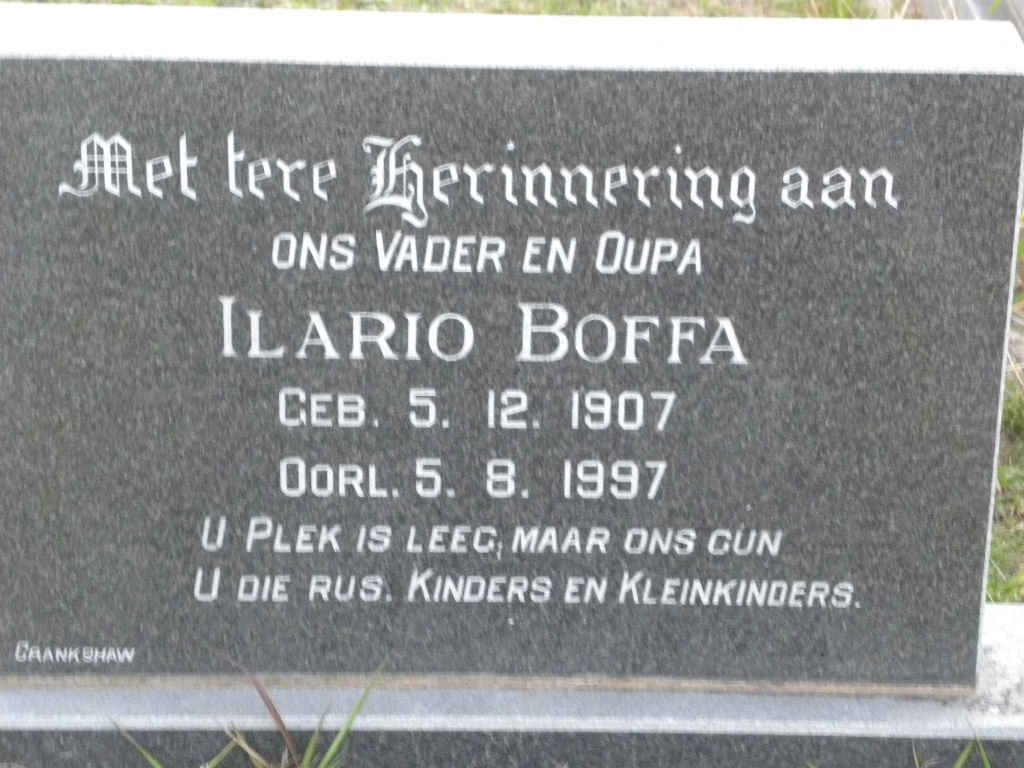 Met tere Herinnering aan
ONS VADER EN OUPA
ILARIO BOFFA
GEB. 5. 12. 1907
OORL. 5. 8. 1997
U PLEK IS LEEG; MAAR ONS GUN
U DIE RUS. KINDERS EN KLEINKINDERS.
CRANKSHAW